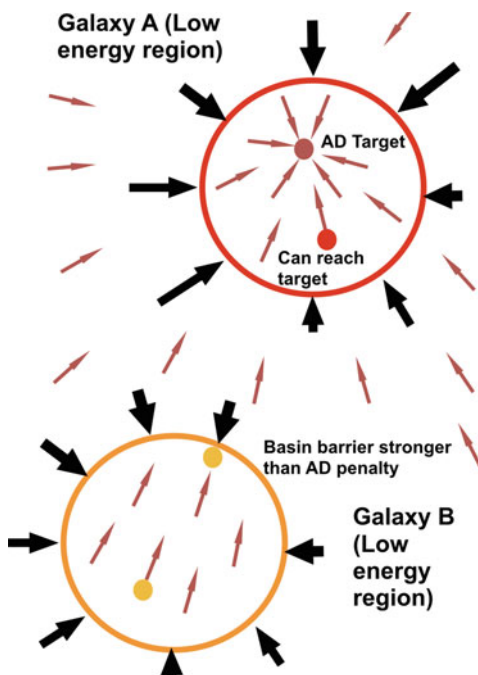 Galaxy A (Low
energy region)
AD Target
Can reach
target
Basin barrier stronger
than AD penalty
Galaxy B
(Low
energy
region)